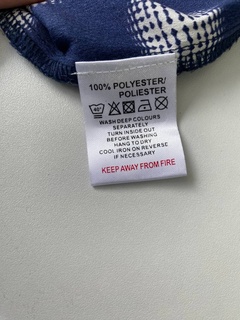 100% POLYESTER/
POLIESTER
40°
WASH DEEP COLOURS
SEPARATELY
TURN INSIDE OUT
BEFORE WASHING
HANG TO DRY
COOL IRON ON REVERSE
IF NECESSARY
KEEP AWAY FROM FIRE